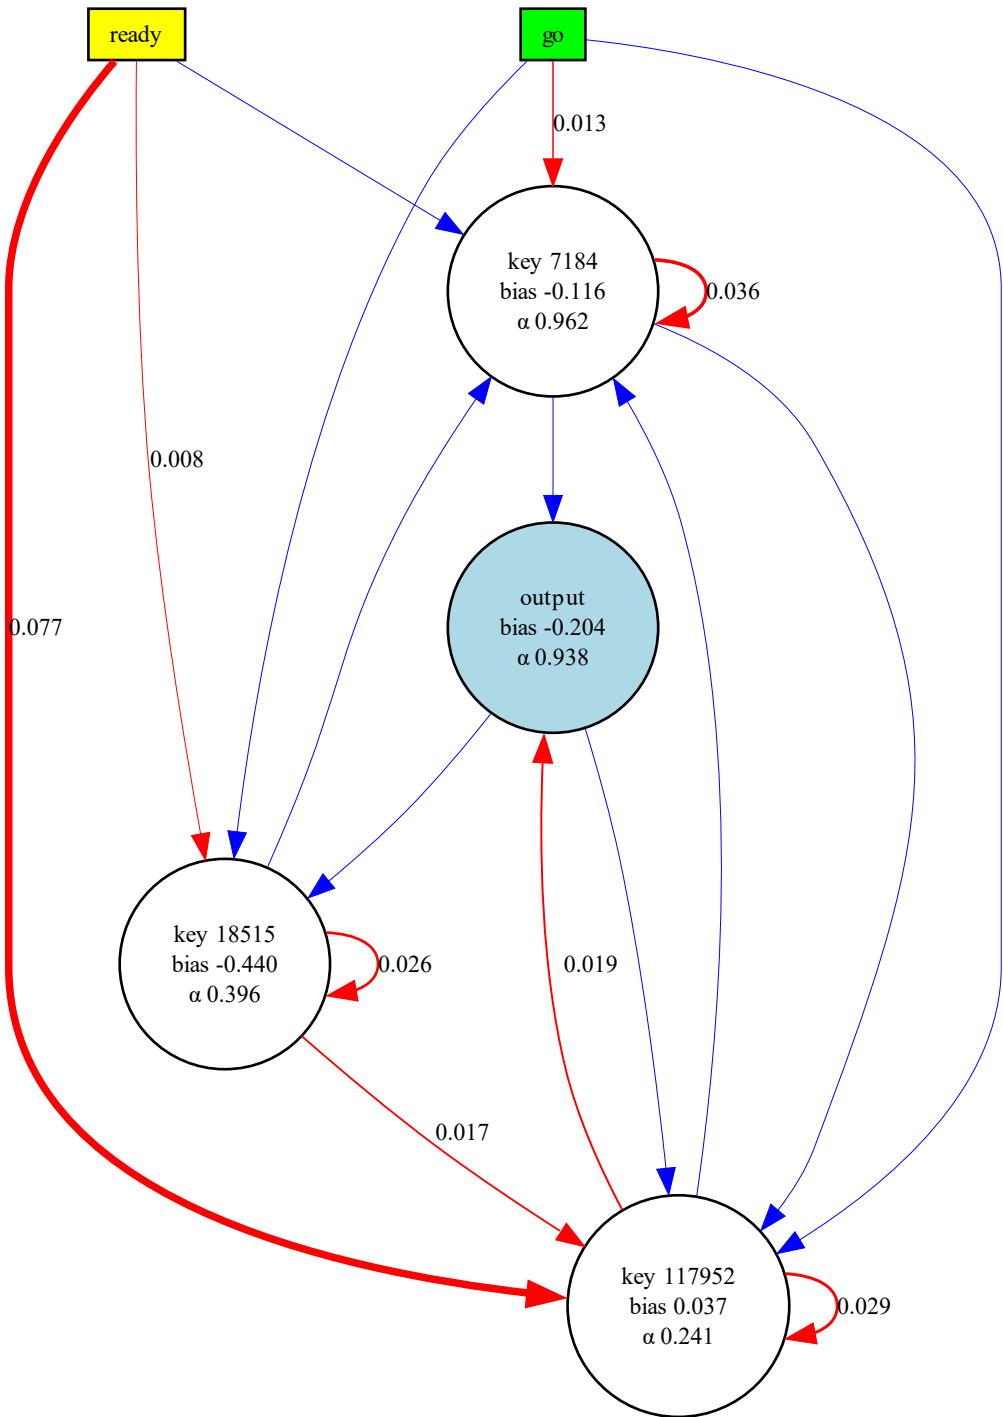 ready
go
0.013
key 7184
bias -0.116
α 0.962
0.036
0.008
output
bias -0.204
α 0.938
0.077
key 18515
bias -0.440
α 0.396
0.026
0.019
0.017
key 117952
bias 0.037
α 0.241
0.029